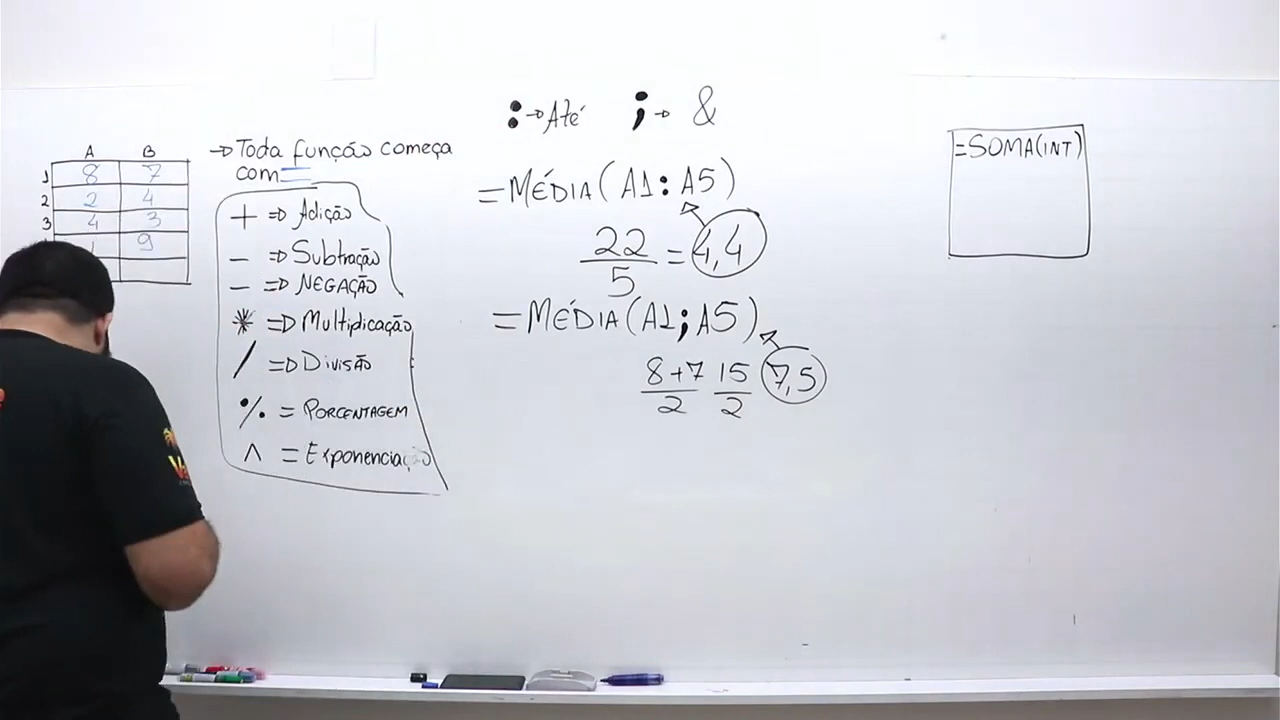 : → Até ; → &
A B
1 8 7
2 2 4
3 4 3
1 9
→ Toda função começa
com =
+ => Adição
- => Subtração
- => NEGAÇÃO
* => Multiplicação
/ => Divisão
% = PORCENTAGEM
^ = Exponenciação
=MÉDIA(A1:A5)
22/5 = 4,4
=MÉDIA(A1;A5)
8+7/2 15/2 7,5
=SOMA(INT)